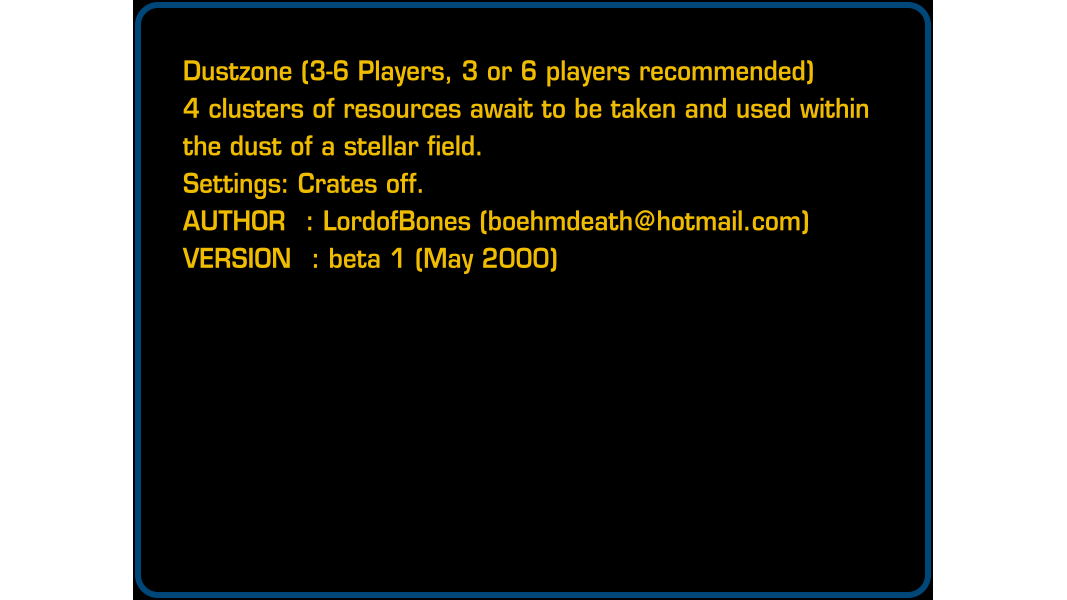 Dustzone (3-6 Players, 3 or 6 players recommended)
4 clusters of resources await to be taken and used within
the dust of a stellar field.
Settings: Crates off.
AUTHOR  : LordofBones (boehmdeath@hotmail.com)
VERSION  : beta 1 (May 2000)